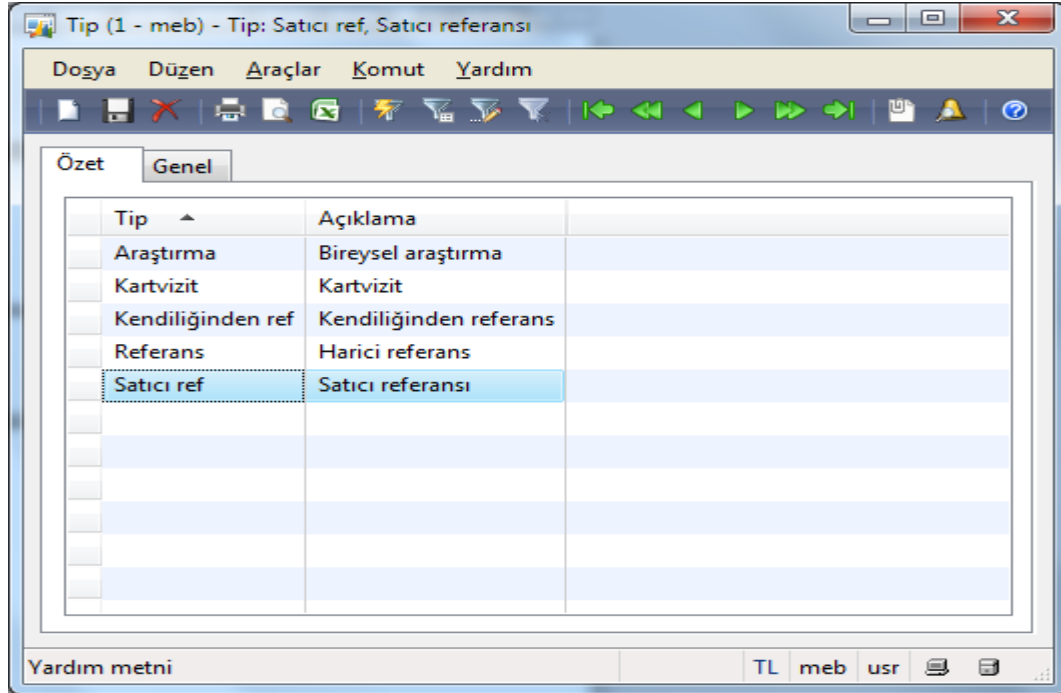 Tip (1 - meb) - Tip: Satıcı ref, Satıcı referansı
Dosya Düzen Araçlar Komut Yardım
Özet Genel
Tip Açıklama
Araştırma Bireysel araştırma
Kartvizit Kartvizit
Kendiliğinden ref Kendiliğinden referans
Referans Harici referans
Satıcı ref Satıcı referansı
Yardım metni TL meb usr